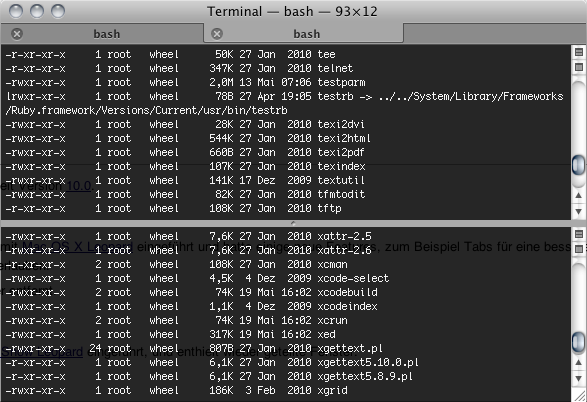 Terminal — bash — 93×12
bash bash
-r-xr-xr-x 1 root wheel 50K 27 Jan 2010 tee
-r-xr-xr-x 1 root wheel 347K 27 Jan 2010 telnet
-rwxr-xr-x 1 root wheel 2,0M 13 Mai 07:06 testparm
lrwxr-xr-x 1 root wheel 78B 27 Apr 19:05 testrb -> ../../System/Library/Frameworks
/Ruby.framework/Versions/Current/usr/bin/testrb
-rwxr-xr-x 1 root wheel 28K 27 Jan 2010 texi2dvi
-rwxr-xr-x 1 root wheel 544K 27 Jan 2010 texi2html
-rwxr-xr-x 1 root wheel 660B 27 Jan 2010 texi2pdf
-rwxr-xr-x 1 root wheel 107K 27 Jan 2010 texindex
-rwxr-xr-x 1 root wheel 141K 17 Dez 2009 textutil
-rwxr-xr-x 1 root wheel 82K 27 Jan 2010 tfmtodit
-r-xr-xr-x 1 root wheel 108K 27 Jan 2010 tftp
-rwxr-xr-x 1 root wheel 7,6K 27 Jan 2010 xattr-2.5
-rwxr-xr-x 1 root wheel 7,6K 27 Jan 2010 xattr-2.6
-rwxr-xr-x 2 root wheel 108K 27 Jan 2010 xcman
-rwxr-xr-x 1 root wheel 4,5K 4 Dez 2009 xcode-select
-rwxr-xr-x 2 root wheel 74K 19 Mai 16:02 xcodebuild
-rwxr-xr-x 1 root wheel 1,1K 4 Dez 2009 xcodeindex
-rwxr-xr-x 2 root wheel 74K 19 Mai 16:02 xcrun
-rwxr-xr-x 1 root wheel 317K 19 Mai 16:02 xed
-rwxr-xr-x 24 root wheel 807B 27 Jan 2010 xgettext.pl
-rwxr-xr-x 1 root wheel 6,1K 27 Jan 2010 xgettext5.10.0.pl
-rwxr-xr-x 1 root wheel 6,1K 27 Jan 2010 xgettext5.8.9.pl
-rwxr-xr-x 1 root wheel 186K 3 Feb 2010 xgrid